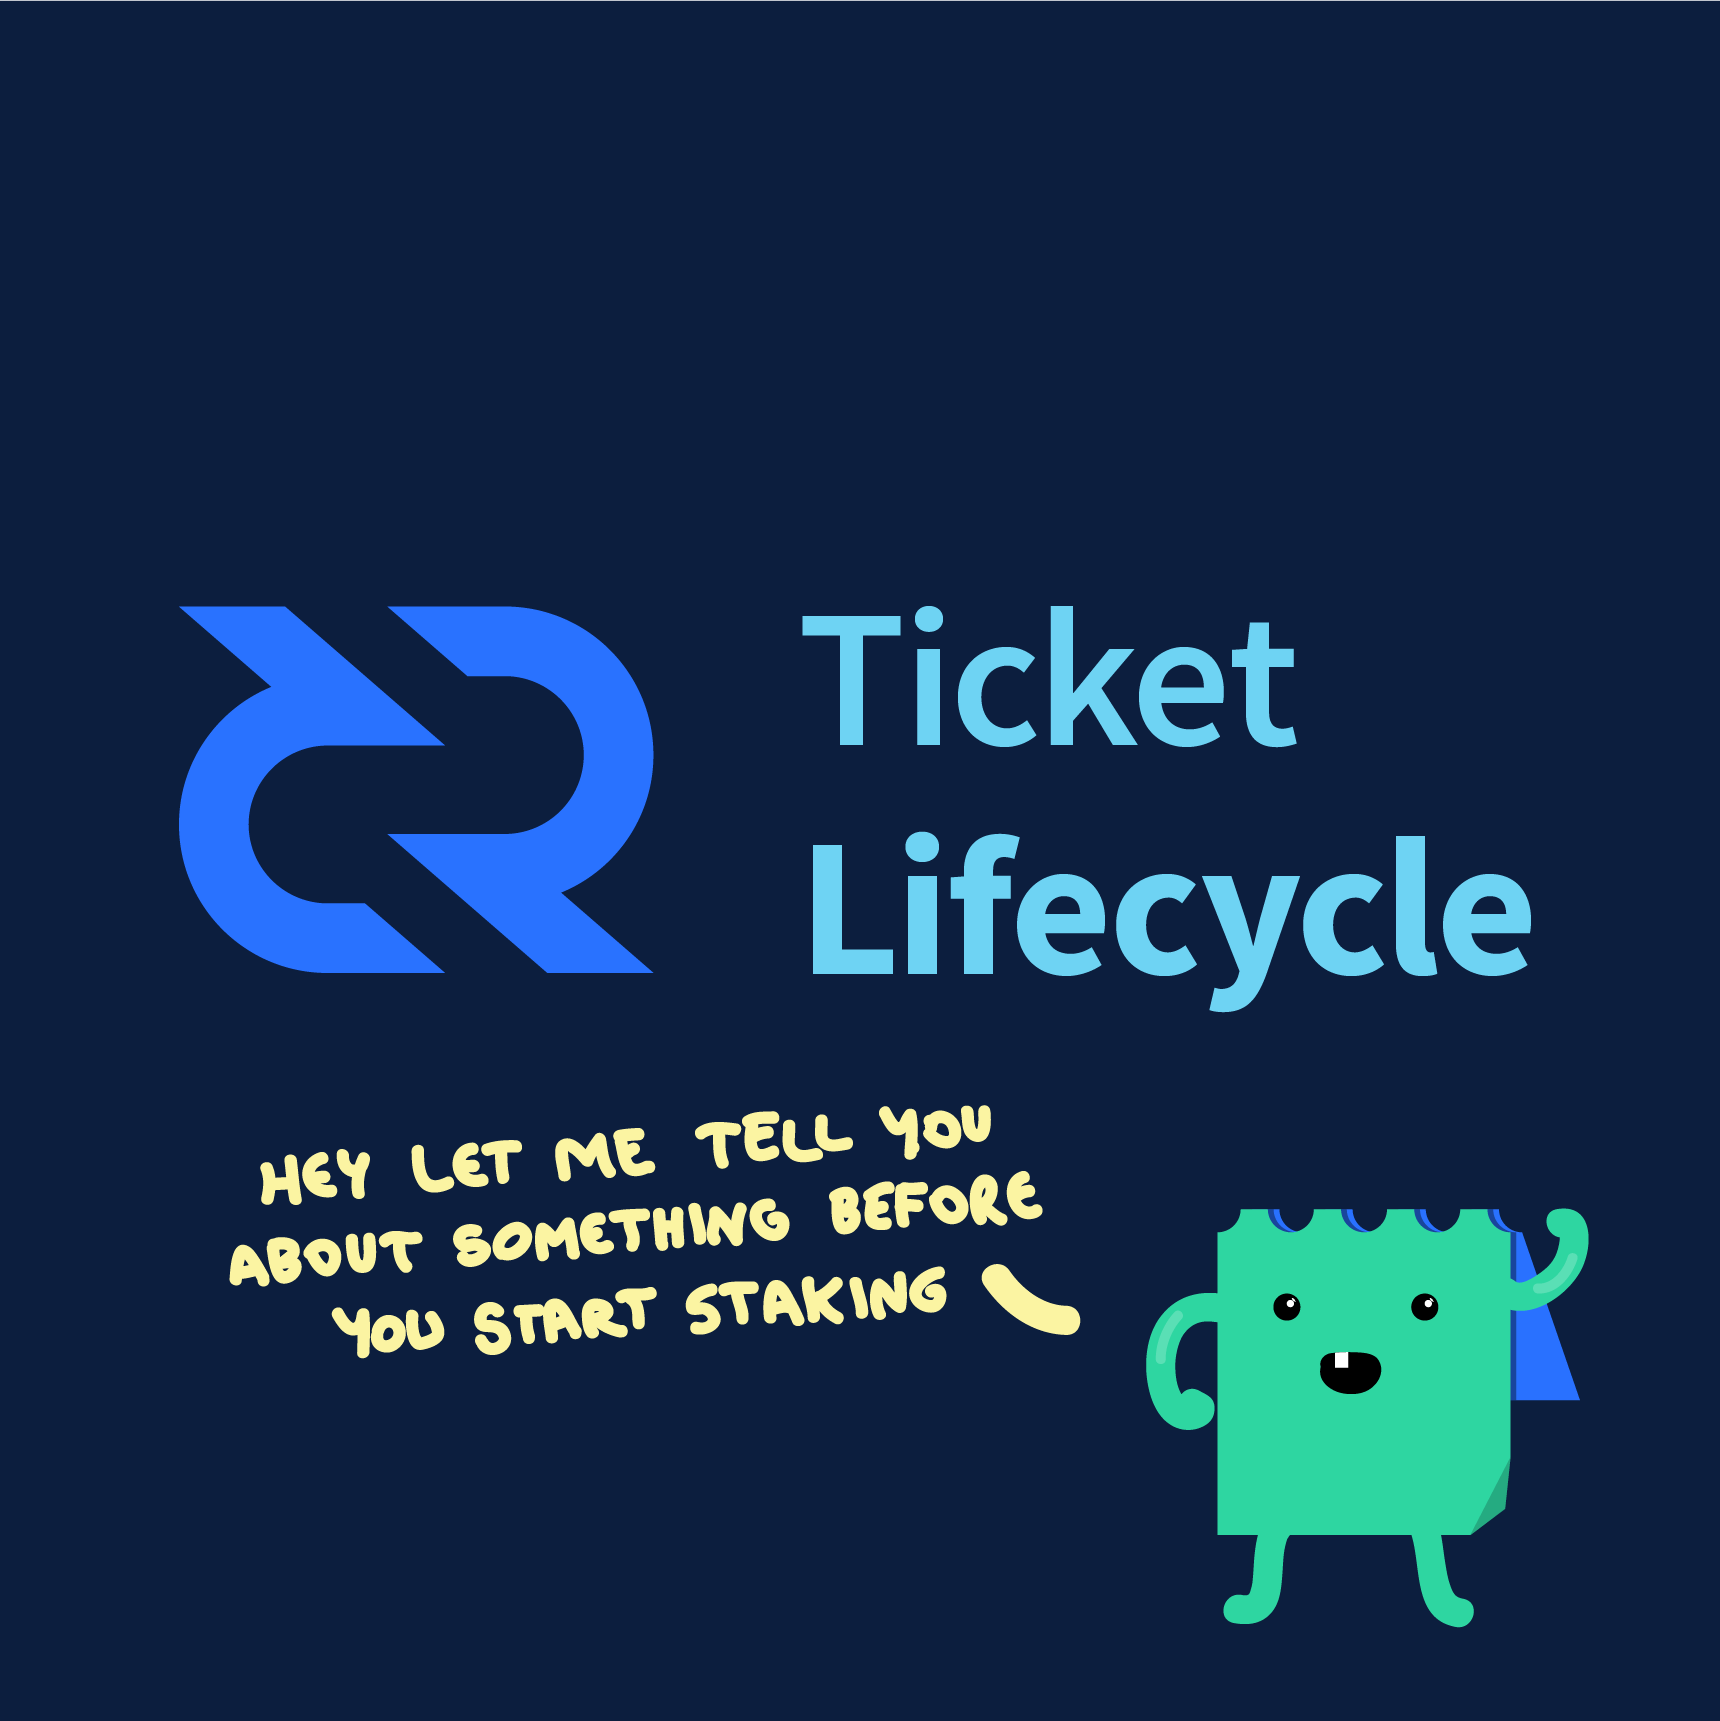 Ticket
Lifecycle
HEY LET ME TELL YOU
ABOUT SOMETHING BEFORE
YOU START STAKING